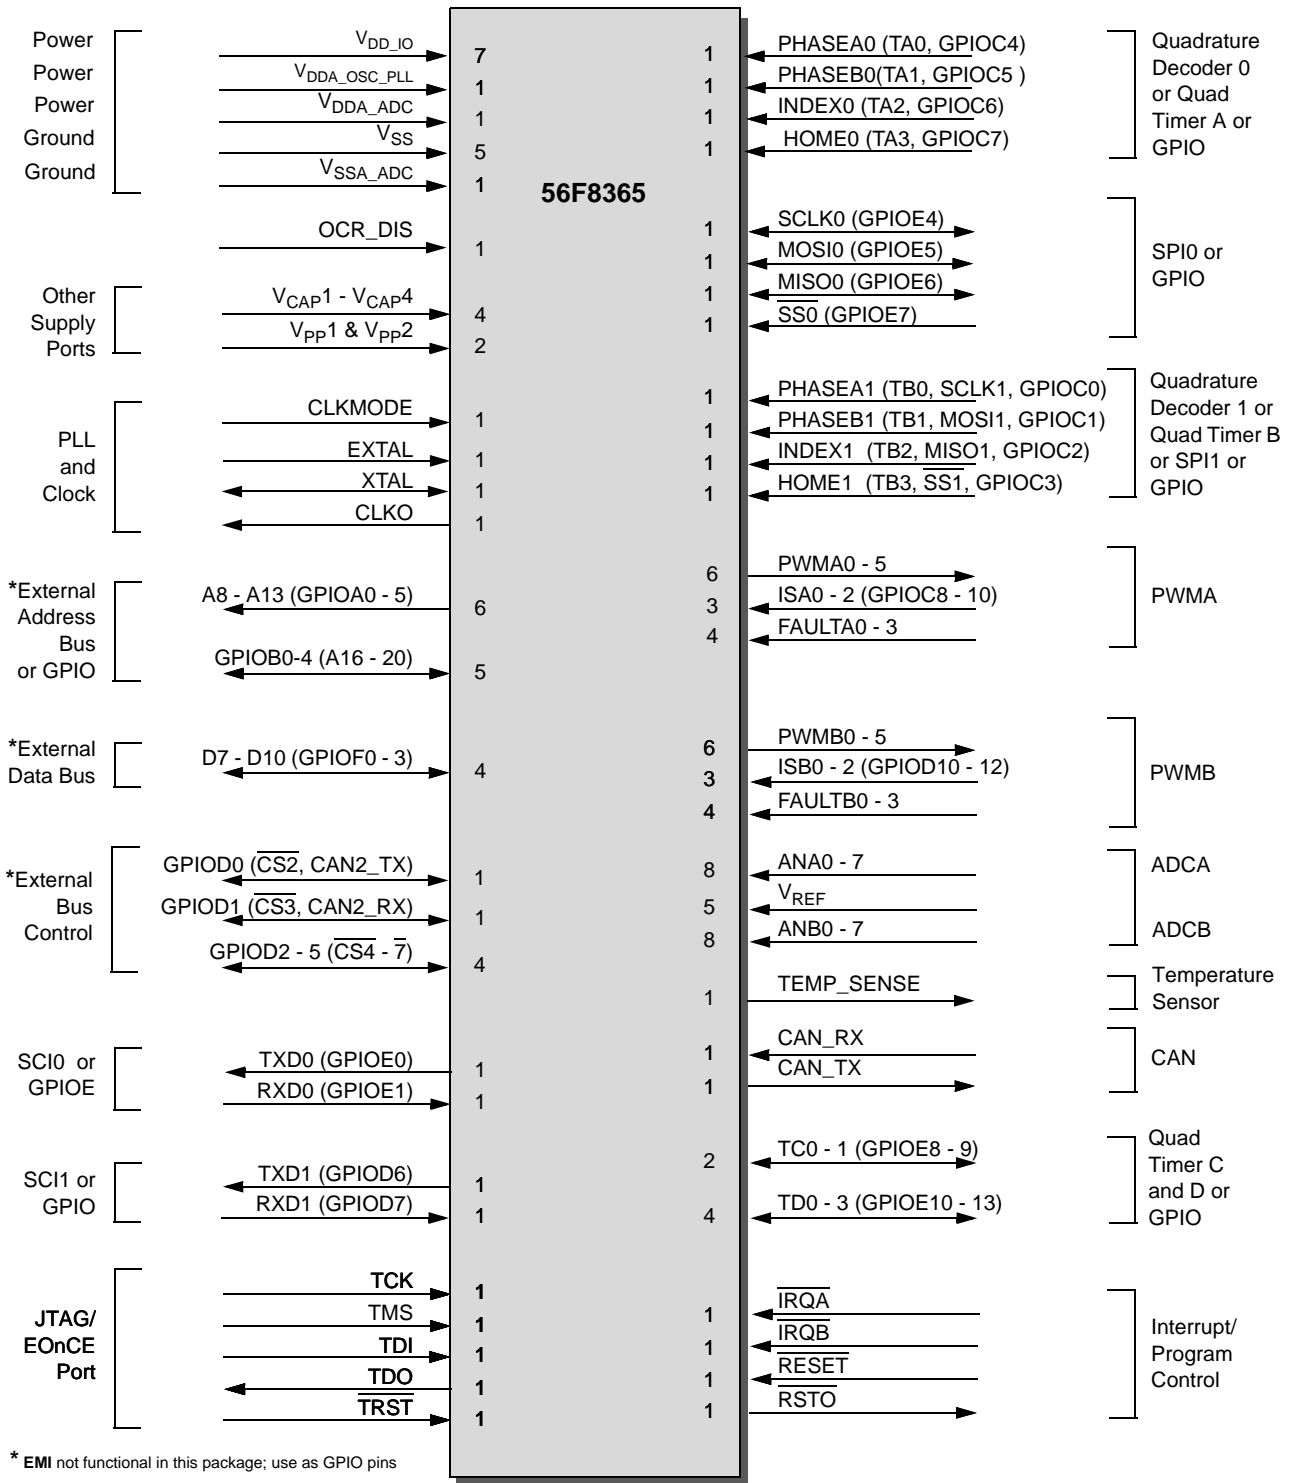 Power
V_DD_IO
7
Power
V_DDA_OSC_PLL
1
Power
V_DDA_ADC
1
Ground
V_SS
5
Ground
V_SSA_ADC
1
OCR_DIS
1
Other
Supply
Ports
V_CAP1 - V_CAP4
4
V_PP1 & V_PP2
2
PLL
and
Clock
CLKMODE
1
EXTAL
1
XTAL
1
CLKO
1
*External
Address
Bus
or GPIO
A8 - A13 (GPIOA0 - 5)
6
GPIOB0-4 (A16 - 20)
5
*External
Data Bus
D7 - D10 (GPIOF0 - 3)
4
*External
Bus
Control
GPIOD0 (C̅S̅2̅, CAN2_TX)
1
GPIOD1 (C̅S̅3̅, CAN2_RX)
1
GPIOD2 - 5 (C̅S̅4̅ - 7̅)
4
SCI0 or
GPIOE
TXD0 (GPIOE0)
1
RXD0 (GPIOE1)
1
SCI1 or
GPIO
TXD1 (GPIOD6)
1
RXD1 (GPIOD7)
1
JTAG/
EOnCE
Port
TCK
1
TMS
1
TDI
1
TDO
1
T̅R̅S̅T̅
1
* EMI not functional in this package; use as GPIO pins
56F8365
1
PHASEA0 (TA0, GPIOC4)
1
PHASEB0(TA1, GPIOC5 )
1
INDEX0 (TA2, GPIOC6)
1
HOME0 (TA3, GPIOC7)
Quadrature
Decoder 0
or Quad
Timer A or
GPIO
1
SCLK0 (GPIOE4)
1
MOSI0 (GPIOE5)
1
MISO0 (GPIOE6)
1
S̅S̅0̅ (GPIOE7)
SPI0 or
GPIO
1
PHASEA1 (TB0, SCLK1, GPIOC0)
1
PHASEB1 (TB1, MOSI1, GPIOC1)
1
INDEX1 (TB2, MISO1, GPIOC2)
1
HOME1 (TB3, S̅S̅1̅, GPIOC3)
Quadrature
Decoder 1 or
Quad Timer B
or SPI1 or
GPIO
6
PWMA0 - 5
3
ISA0 - 2 (GPIOC8 - 10)
4
FAULTA0 - 3
PWMA
6
PWMB0 - 5
3
ISB0 - 2 (GPIOD10 - 12)
4
FAULTB0 - 3
PWMB
8
ANA0 - 7
5
V_REF
8
ANB0 - 7
ADCA
ADCB
1
TEMP_SENSE
Temperature
Sensor
1
CAN_RX
1
CAN_TX
CAN
2
TC0 - 1 (GPIOE8 - 9)
4
TD0 - 3 (GPIOE10 - 13)
Quad
Timer C
and D or
GPIO
1
I̅R̅Q̅A̅
1
I̅R̅Q̅B̅
1
R̅E̅S̅E̅T̅
1
R̅S̅T̅O̅
Interrupt/
Program
Control